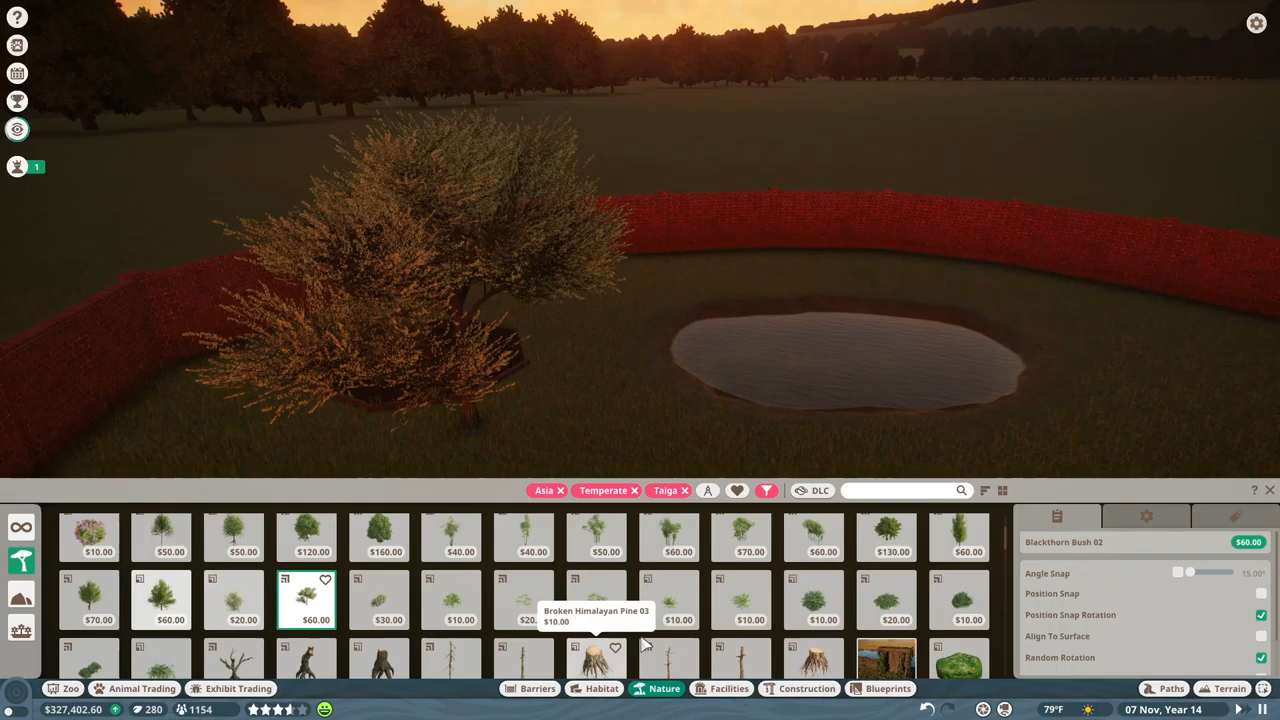 ?
1
Asia ✕ Temperate ✕ Taiga ✕ DLC ? ✕
$10.00 $50.00 $50.00 $120.00 $160.00 $40.00 $40.00 $50.00 $60.00 $70.00 $60.00 $130.00 $60.00
Blackthorn Bush 02 $60.00
Angle Snap 15.00°
Position Snap
$70.00 $60.00 $20.00 $60.00 $30.00 $10.00 $20. $10.00 $10.00 $10.00 $20.00 $10.00
Broken Himalayan Pine 03
$10.00
Position Snap Rotation
Align To Surface
Random Rotation
Zoo Animal Trading Exhibit Trading Barriers Habitat Nature Facilities Construction Blueprints Paths Terrain
$327,402.60 280 1154 79°F 07 Nov, Year 14